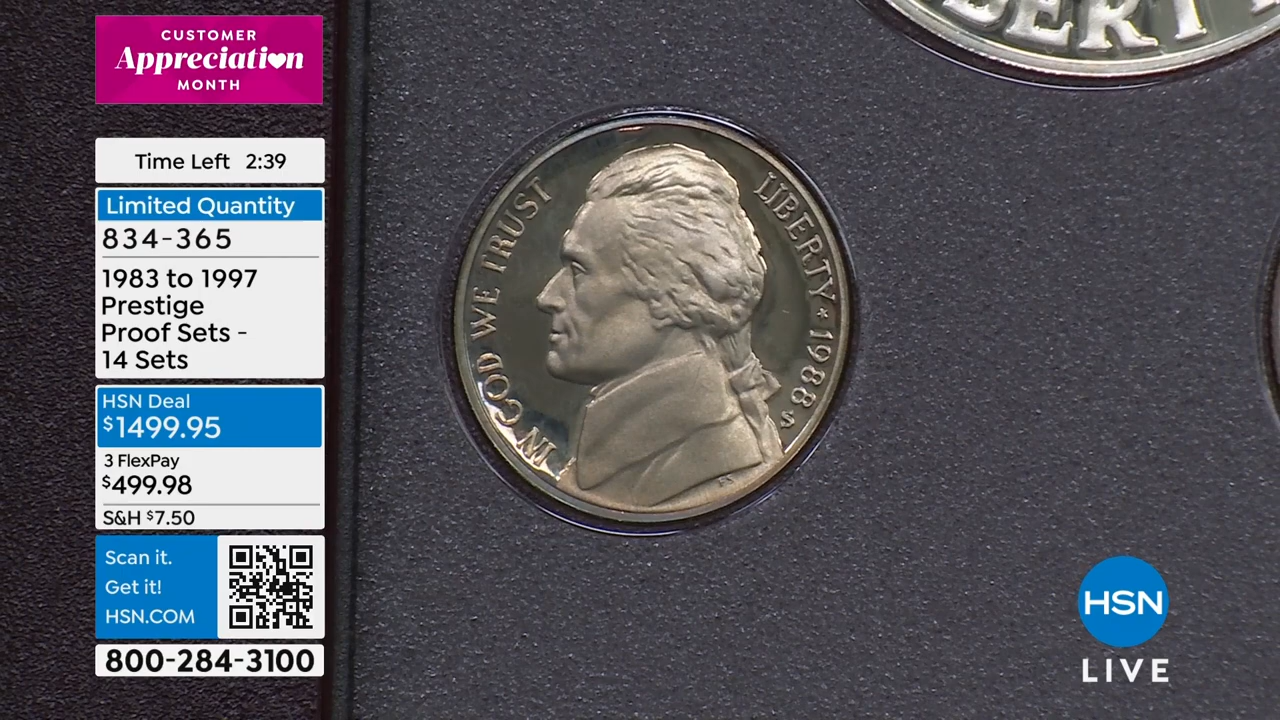 CUSTOMER
Appreciation
MONTH
Time Left 2:39
Limited Quantity
834-365
1983 to 1997
Prestige
Proof Sets -
14 Sets
HSN Deal
$1499.95
3 FlexPay
$499.98
S&H $7.50
Scan it.
Get it!
HSN.COM
800-284-3100
IN GOD WE TRUST
LIBERTY * 1988
S
FS
HSN
LIVE